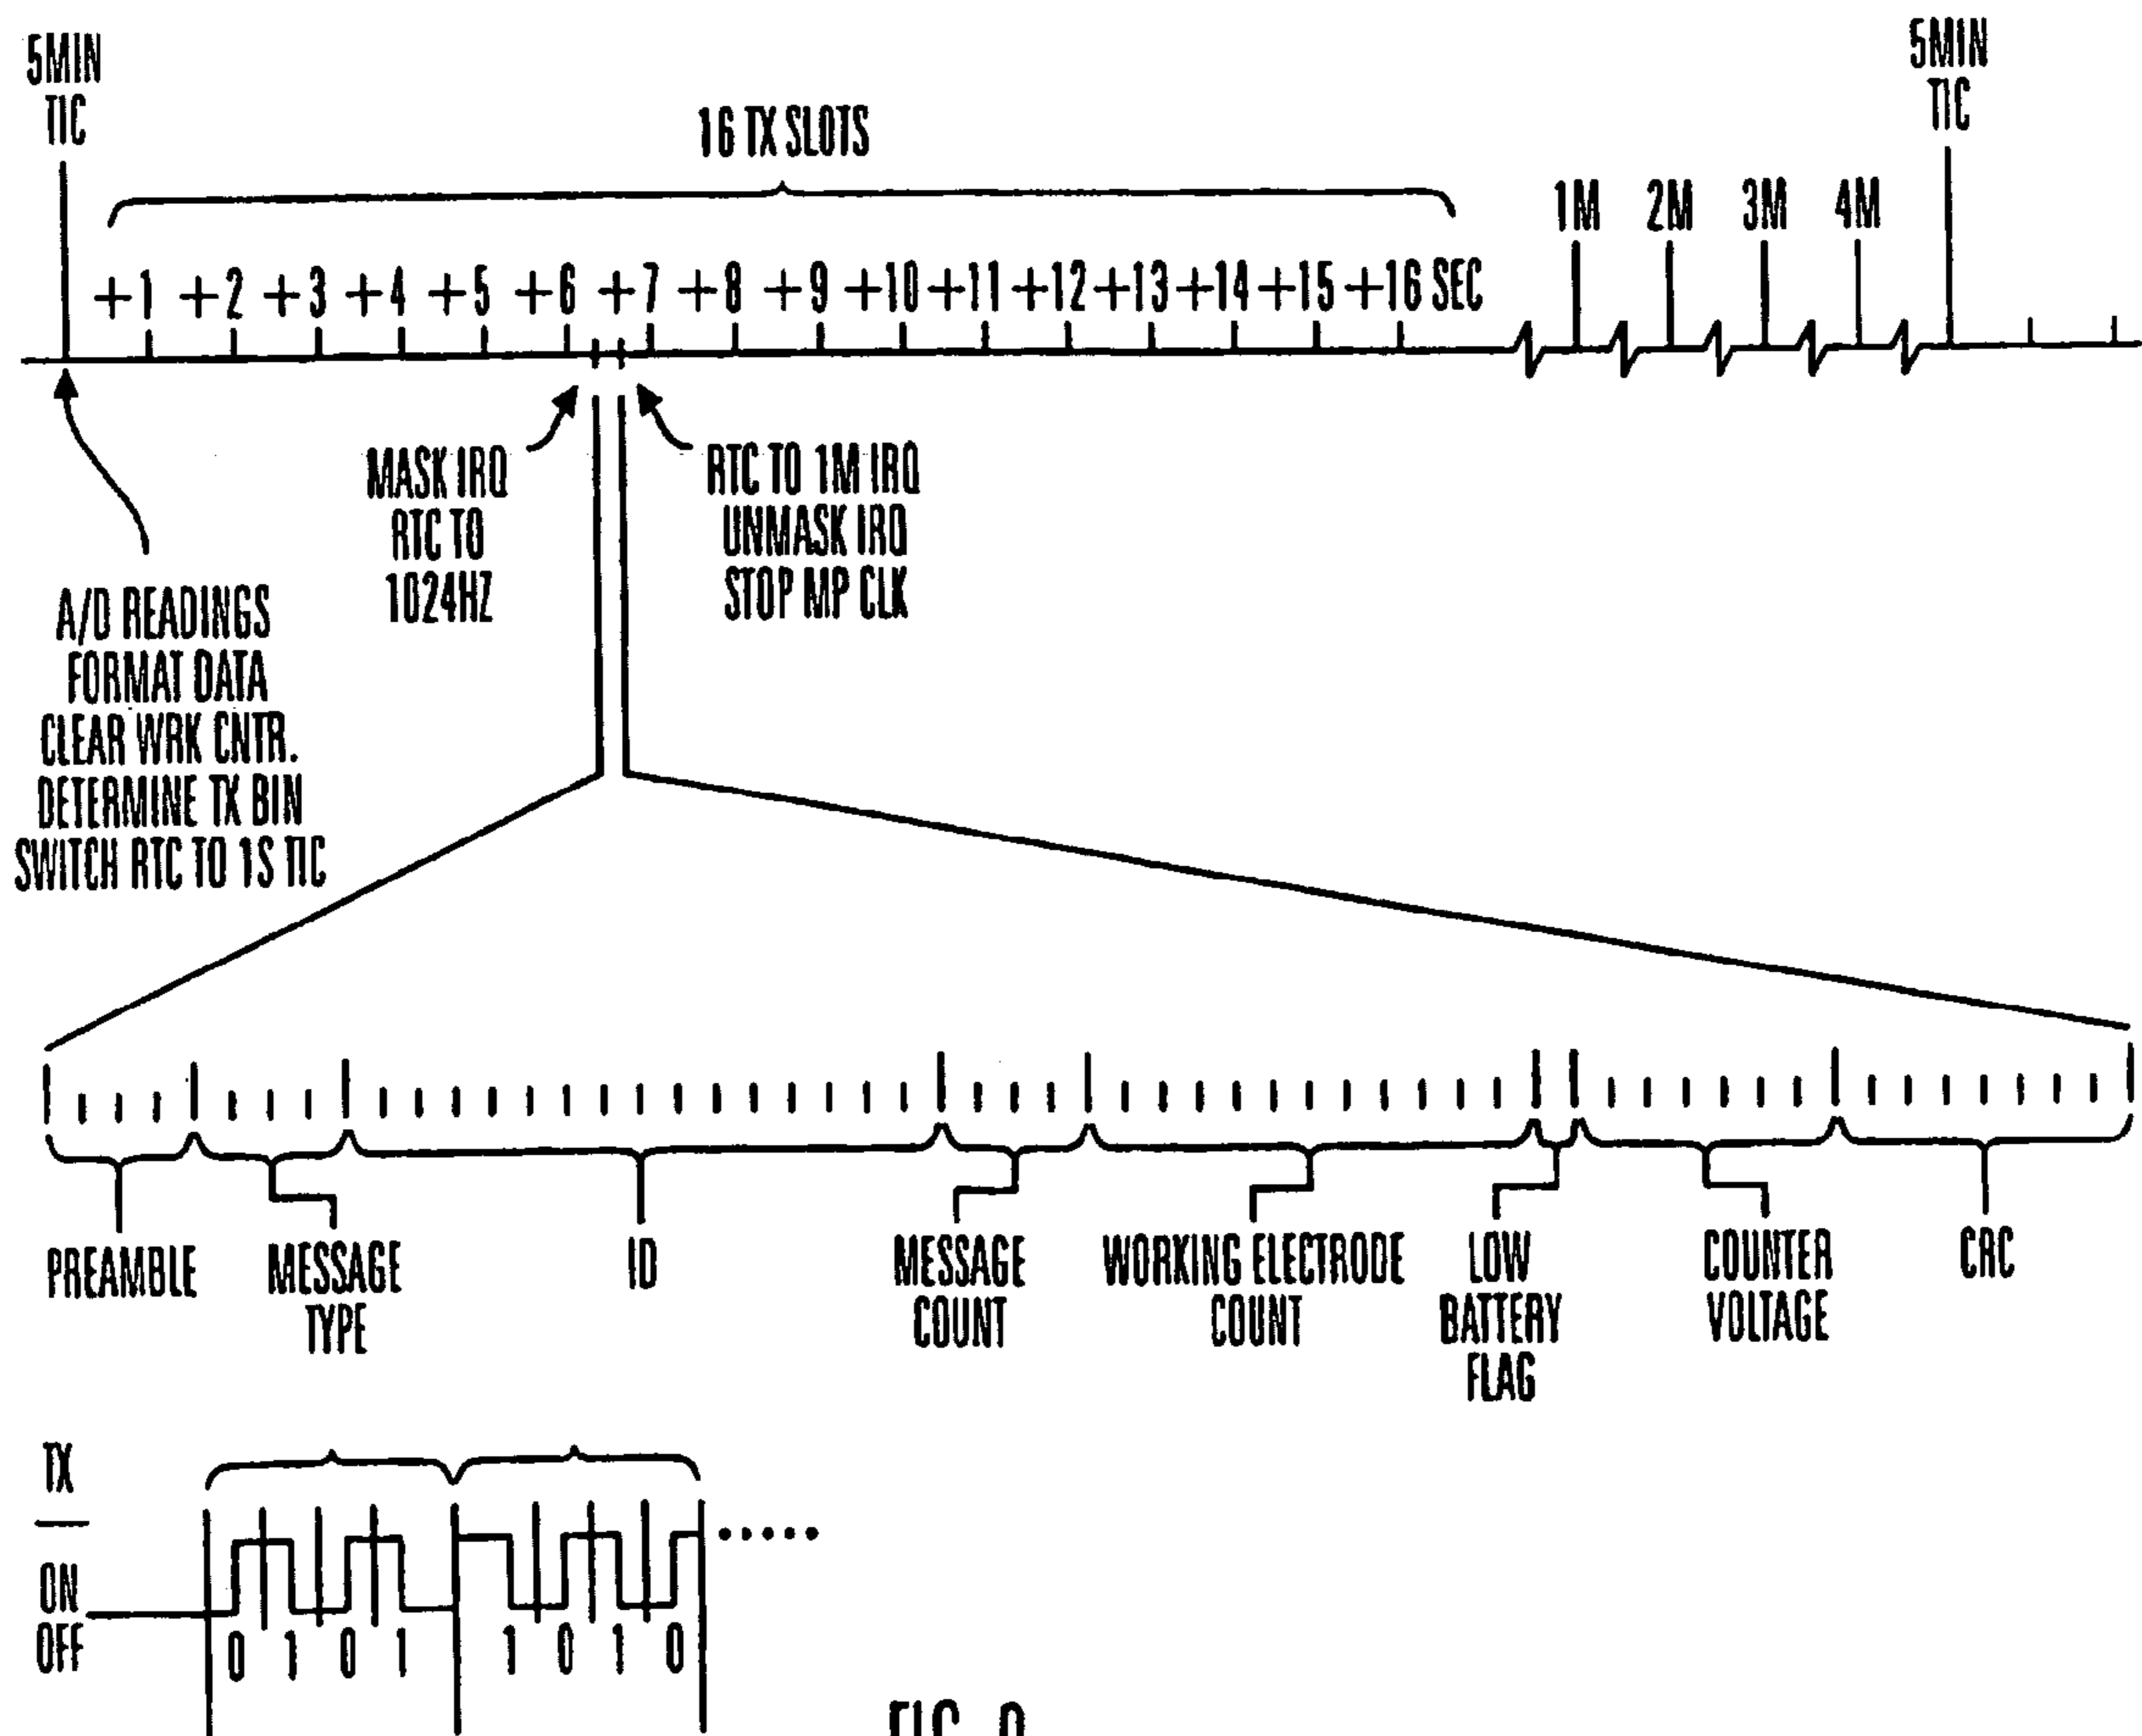 5MIN
TIC
5MIN
TIC
16 TX SLOTS
1M 2M 3M 4M
+1 +2 +3 +4 +5 +6 +7 +8 +9 +10 +11 +12 +13 +14 +15 +16 SEC
MASK IRQ
RTC TO
1024HZ
RTC TO 1M IRQ
UNMASK IRQ
STOP MP CLK
A/D READINGS
FORMAT DATA
CLEAR WRK CNTR.
DETERMINE TX BIN
SWITCH RTC TO 1S TIC
PREAMBLE
MESSAGE
TYPE
ID
MESSAGE
COUNT
WORKING ELECTRODE
COUNT
LOW
BATTERY
FLAG
COUNTER
VOLTAGE
CRC
TX
ON
OFF
0 1 0 1 1 0 1 0
FIG.